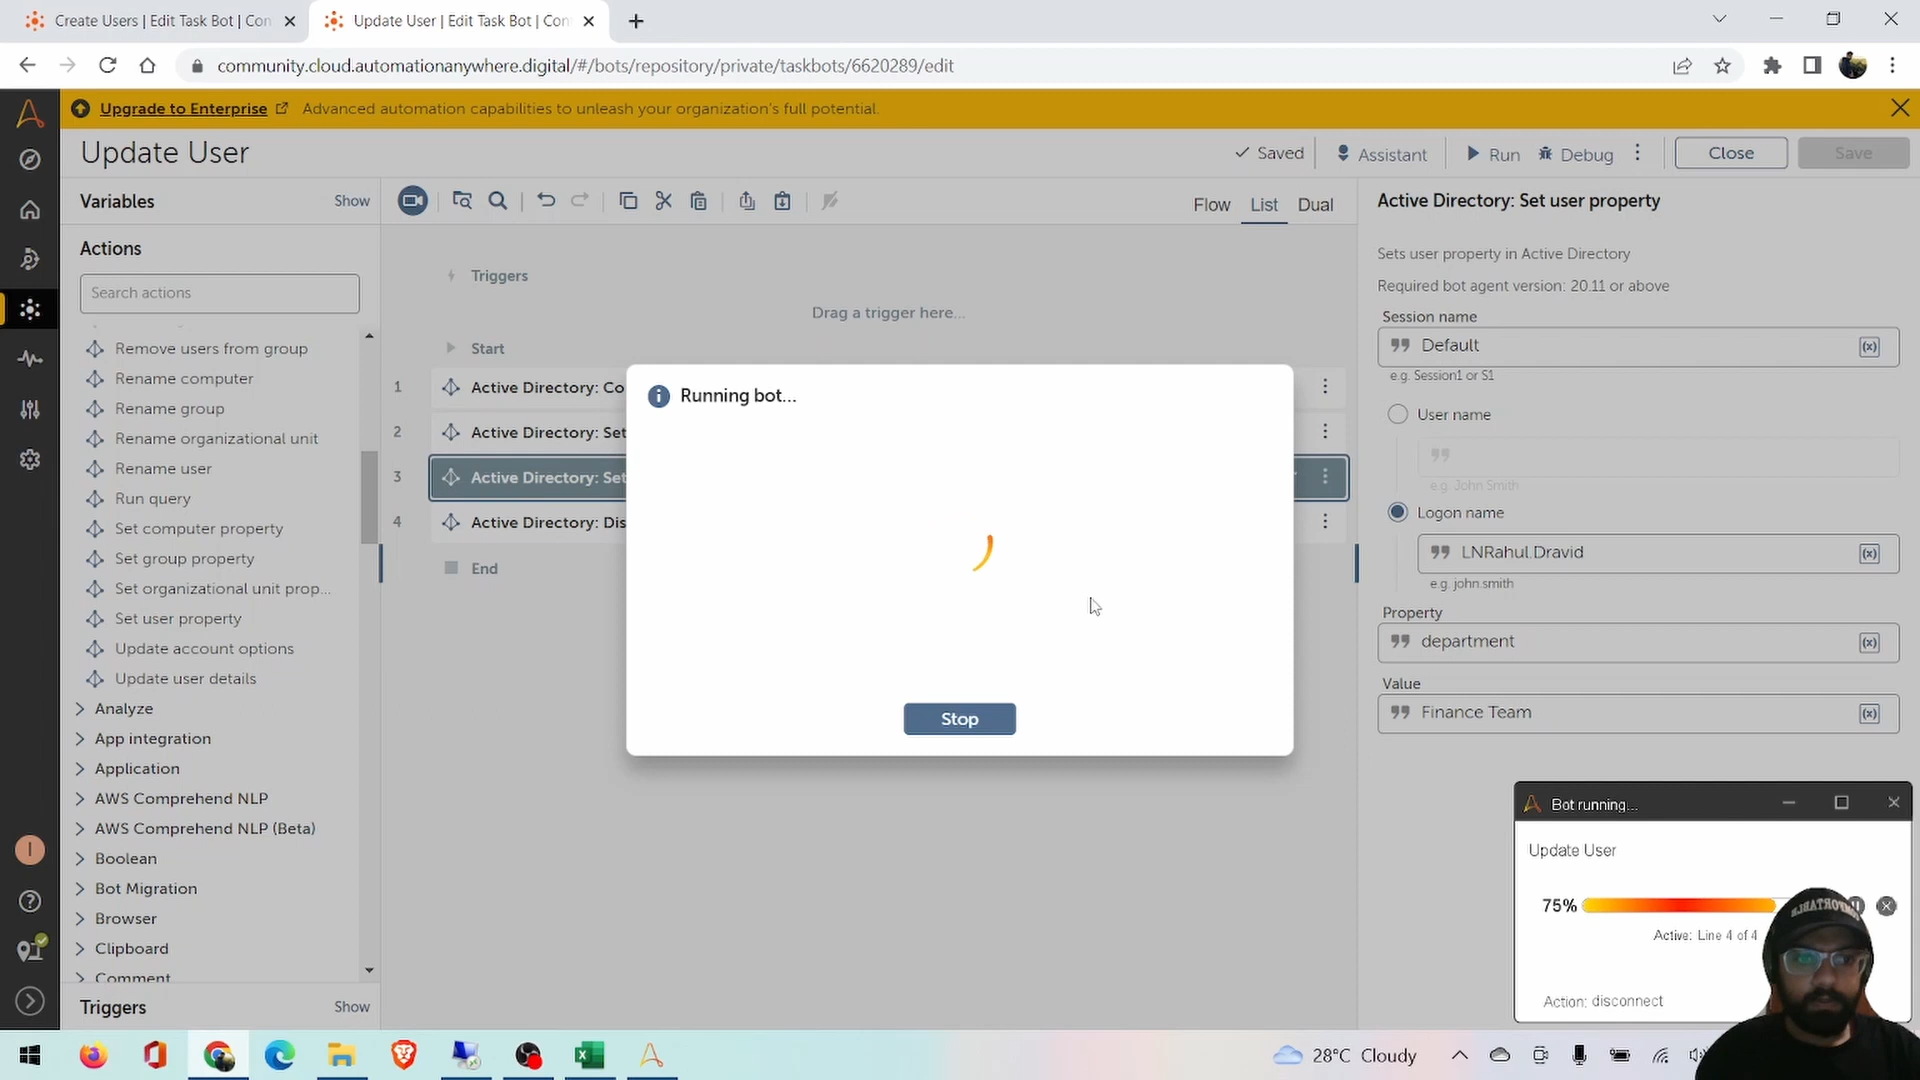 Create Users | Edit Task Bot | Con
Update User | Edit Task Bot | Con
community.cloud.automationanywhere.digital/#/bots/repository/private/taskbots/6620289/edit
Upgrade to Enterprise Advanced automation capabilities to unleash your organization's full potential.
Update User
Saved
Assistant
Run
Debug
Close
Save
Variables
Show
Flow
List
Dual
Actions
Search actions
Remove users from group
Rename computer
Rename group
Rename organizational unit
Rename user
Run query
Set computer property
Set group property
Set organizational unit prop...
Set user property
Update account options
Update user details
Analyze
App integration
Application
AWS Comprehend NLP
AWS Comprehend NLP (Beta)
Boolean
Bot Migration
Browser
Clipboard
Comment
Triggers
Show
Triggers
Drag a trigger here...
Start
1 Active Directory: Co
2 Active Directory: Set
3 Active Directory: Set
4 Active Directory: Dis
End
Running bot...
Stop
Active Directory: Set user property
Sets user property in Active Directory
Required bot agent version: 20.11 or above
Session name
Default
(x)
e.g. Session1 or S1
User name
e.g. John Smith
Logon name
LNRahul.Dravid
(x)
e.g. john.smith
Property
department
(x)
Value
Finance Team
(x)
Bot running...
Update User
75%
Active: Line 4 of 4
Action: disconnect
I
28°C Cloudy